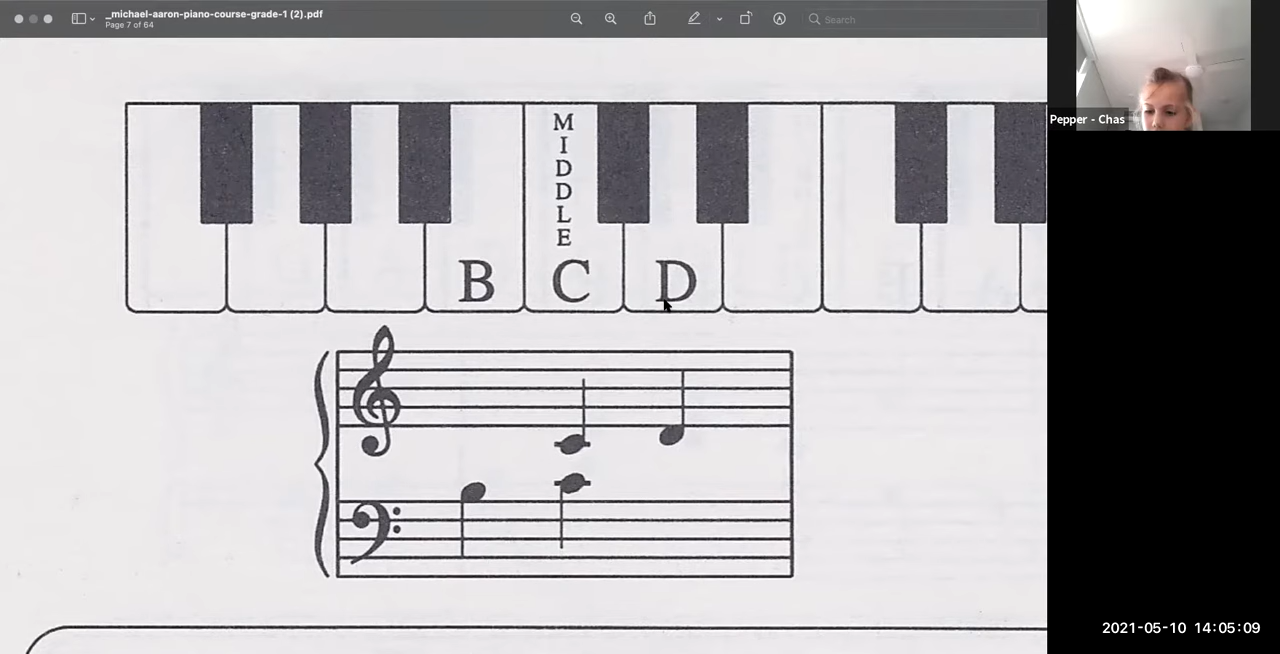 _michael-aaron-piano-course-grade-1 (2).pdf
Page 7 of 64
Search
MIDDLE
B C D
Pepper - Chas
2021-05-10 14:05:09